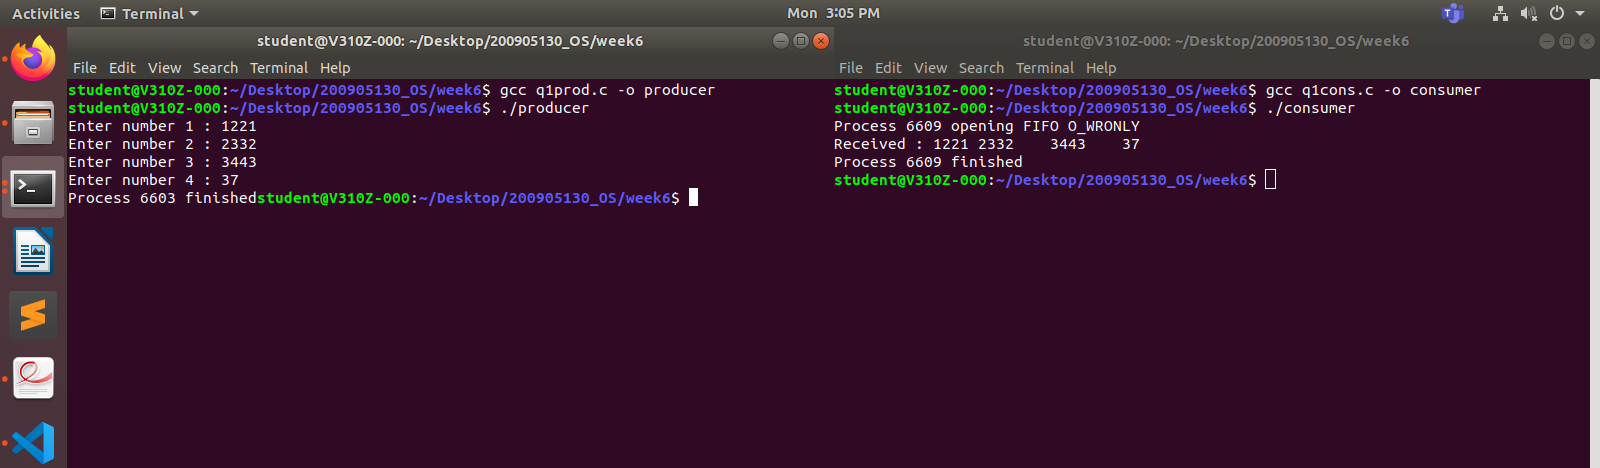 Activities Terminal Mon 3:05 PM
student@V310Z-000: ~/Desktop/200905130_OS/week6
File Edit View Search Terminal Help
student@V310Z-000:~/Desktop/200905130_OS/week6$ gcc q1prod.c -o producer
student@V310Z-000:~/Desktop/200905130_OS/week6$ ./producer
Enter number 1 : 1221
Enter number 2 : 2332
Enter number 3 : 3443
Enter number 4 : 37
Process 6603 finishedstudent@V310Z-000:~/Desktop/200905130_OS/week6$
student@V310Z-000: ~/Desktop/200905130_OS/week6
File Edit View Search Terminal Help
student@V310Z-000:~/Desktop/200905130_OS/week6$ gcc q1cons.c -o consumer
student@V310Z-000:~/Desktop/200905130_OS/week6$ ./consumer
Process 6609 opening FIFO O_WRONLY
Received : 1221 2332    3443    37
Process 6609 finished
student@V310Z-000:~/Desktop/200905130_OS/week6$